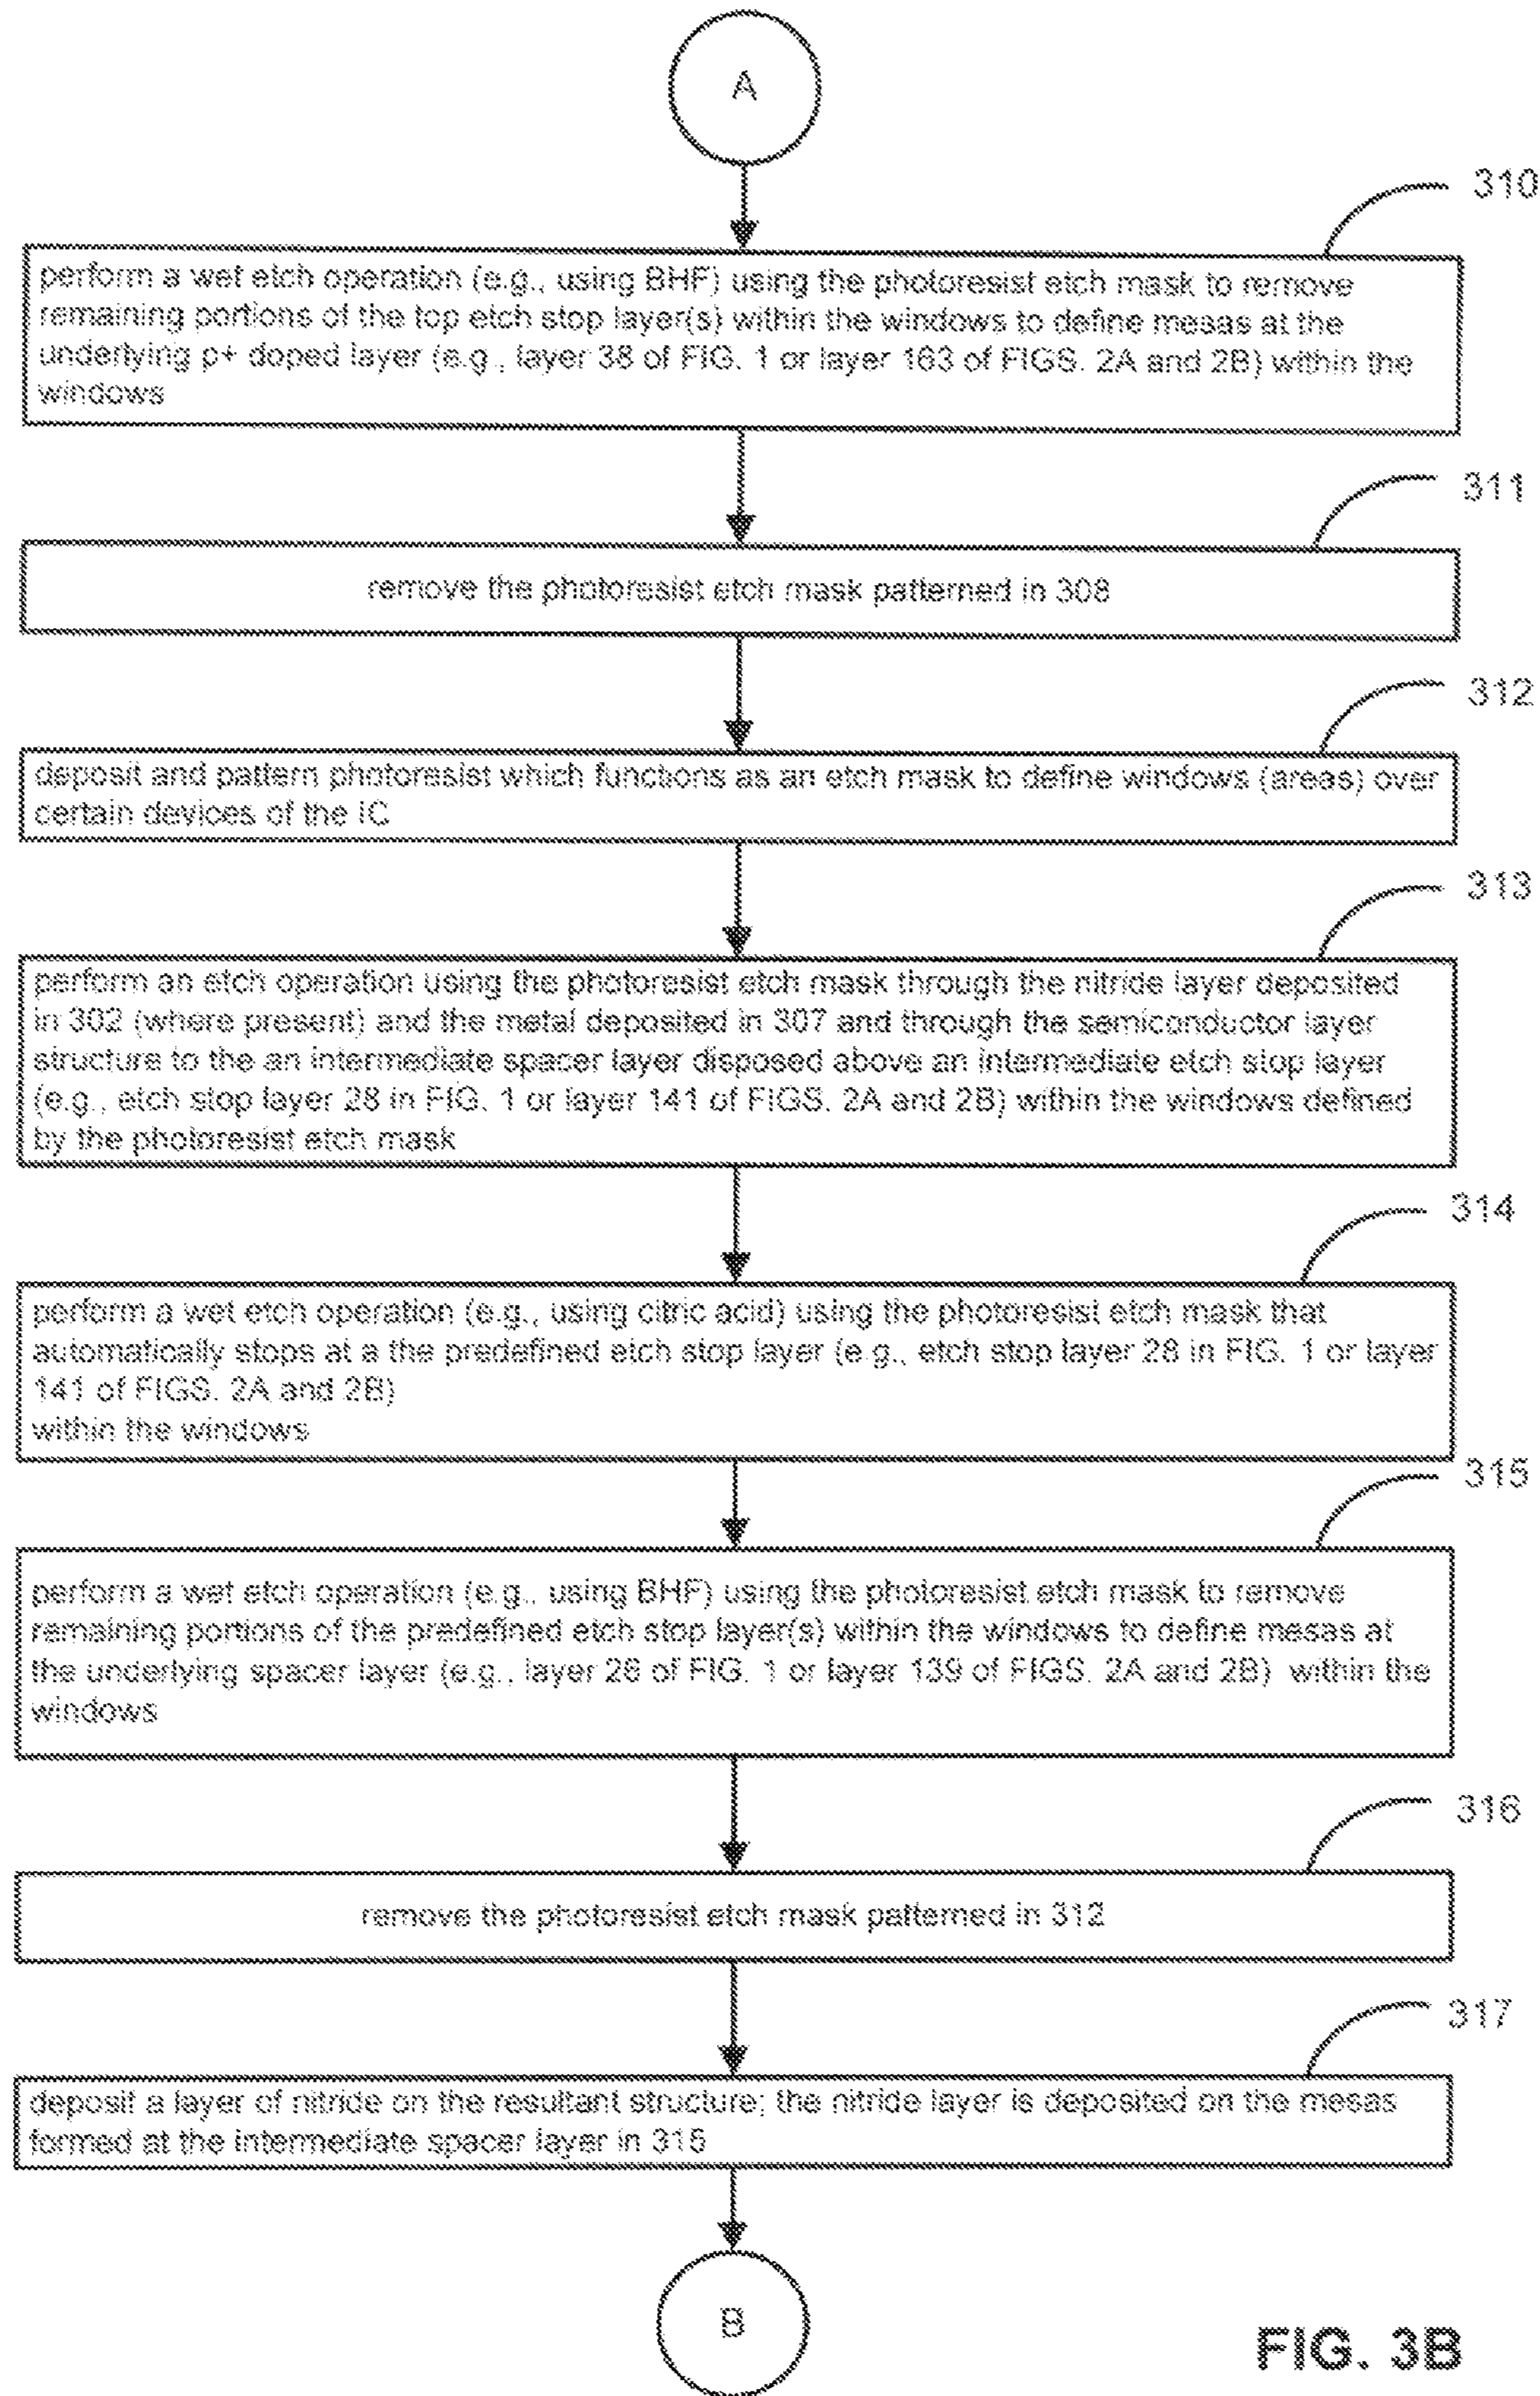 A
310
perform a wet etch operation (e.g., using BHF) using the photoresist etch mask to remove
remaining portions of the top etch stop layer(s) within the windows to define mesas at the
underlying p+ doped layer (e.g., layer 38 of FIG. 1 or layer 163 of FIGS. 2A and 2B) within the
windows
311
remove the photoresist etch mask patterned in 308
312
deposit and pattern photoresist which functions as an etch mask to define windows (areas) over
certain devices of the IC
313
perform an etch operation using the photoresist etch mask through the nitride layer deposited
in 302 (where present) and the metal deposited in 307 and through the semiconductor layer
structure to the an intermediate spacer layer disposed above an intermediate etch stop layer
(e.g., etch stop layer 28 in FIG. 1 or layer 141 of FIGS. 2A and 2B) within the windows defined
by the photoresist etch mask
314
perform a wet etch operation (e.g., using citric acid) using the photoresist etch mask that
automatically stops at a the predefined etch stop layer (e.g., etch stop layer 28 in FIG. 1 or layer
141 of FIGS. 2A and 2B)
within the windows
315
perform a wet etch operation (e.g., using BHF) using the photoresist etch mask to remove
remaining portions of the predefined etch stop layer(s) within the windows to define mesas at
the underlying spacer layer (e.g., layer 26 of FIG. 1 or layer 139 of FIGS. 2A and 2B) within the
windows
316
remove the photoresist etch mask patterned in 312
317
deposit a layer of nitride on the resultant structure; the nitride layer is deposited on the mesas
formed at the intermediate spacer layer in 315
B
FIG. 3B